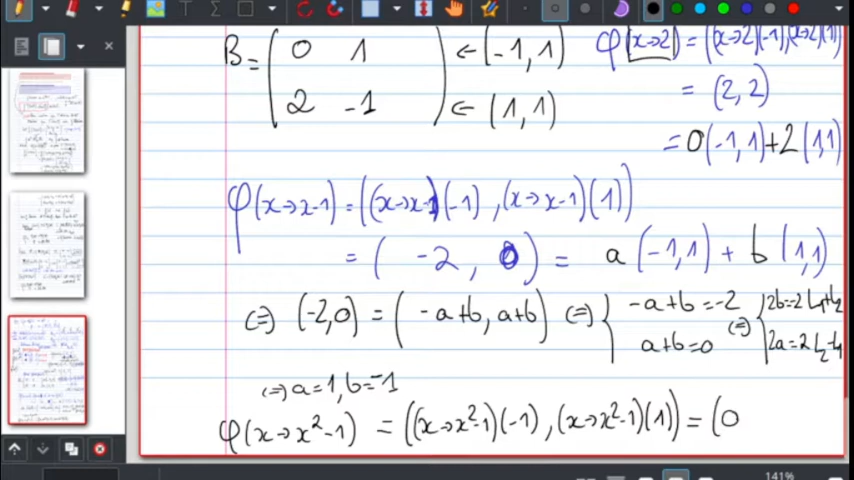 B = ( 0 1 ) ← (-1, 1)    φ(x→2) = ((x→2)(-1), (x→2)(1))
( 2 -1 ) ← (1, 1)    = (2, 2)
= 0(-1, 1) + 2(1, 1)
φ(x→x-1) = ((x→x-1)(-1), (x→x-1)(1))
= (-2, 0) = a(-1, 1) + b(1, 1)
⇔ (-2, 0) = (-a+b, a+b) ⇔ { -a+b = -2 ⇔ { 2b=-2 L1+L2
a+b = 0    2a=2 L2-L1
⇔ a = 1, b = -1
φ(x→x²-1) = ((x→x²-1)(-1), (x→x²-1)(1)) = (0
141%